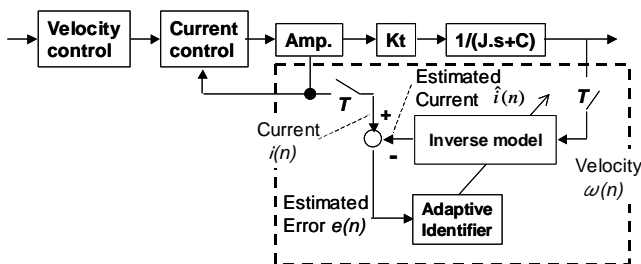 Velocity control
Current control
Amp.
Kt
1/(J.s+C)
T
T
Estimated
Current î(n)
Current
i(n)
+
-
Inverse model
Velocity
ω(n)
Estimated
Error e(n)
Adaptive
Identifier